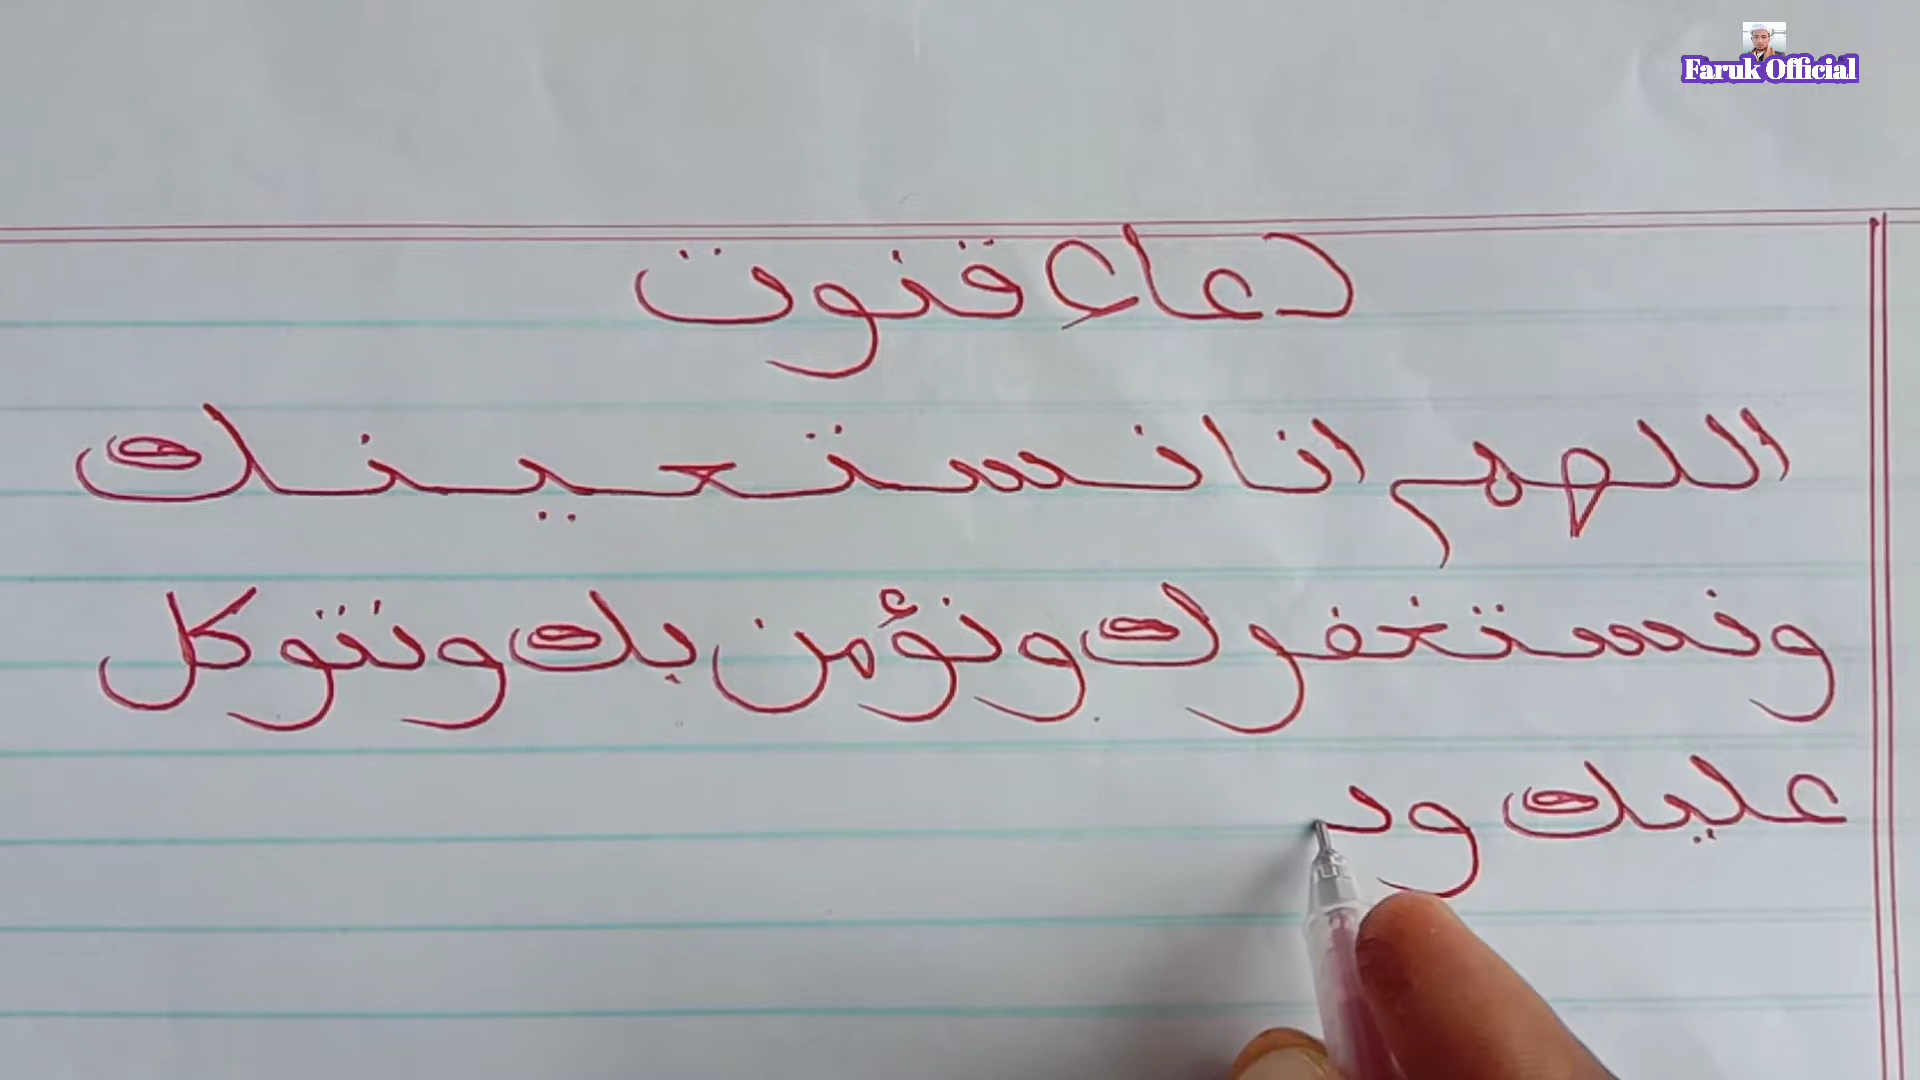 Faruk Official
دعاء قنوت
اللهم انا نستعينك
ونستغفرك ونؤمن بك ونتوكل
عليك و